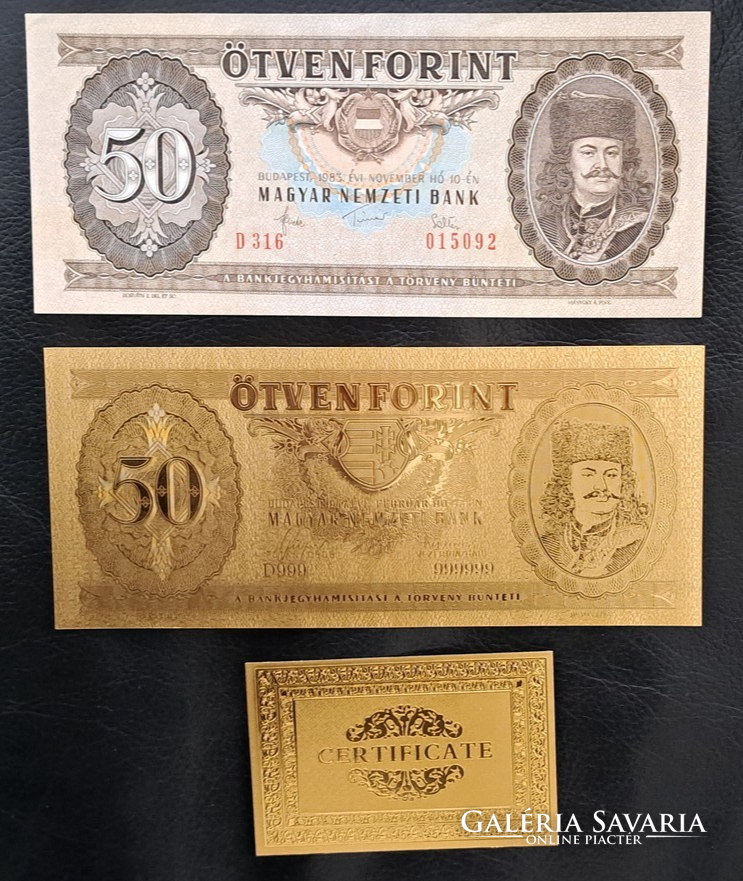 ÖTVEN FORINT
50
BUDAPEST, 1983. ÉVI NOVEMBER HÓ 10-ÉN
MAGYAR NEMZETI BANK
D 316 015092
A BANKJEGYHAMISÍTÁST A TÖRVÉNY BÜNTETI
ÖTVEN FORINT
50
MAGYAR NEMZETI BANK
D999 999999
A BANKJEGYHAMISÍTÁST A TÖRVÉNY BÜNTETI
CERTIFICATE
GALÉRIA SAVARIA
ONLINE PIACTÉR